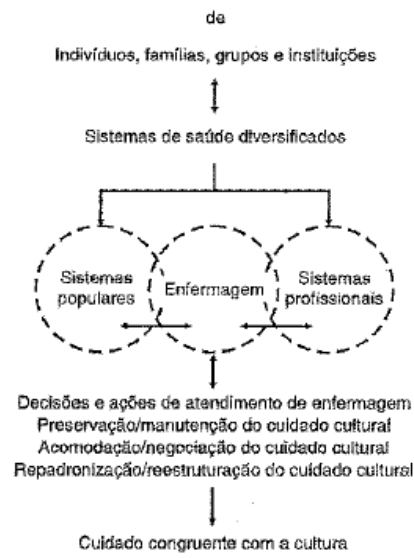 de
Indivíduos, famílias, grupos e instituições
Sistemas de saúde diversificados
Sistemas
populares
Enfermagem
Sistemas
profissionais
Decisões e ações de atendimento de enfermagem
Preservação/manutenção do cuidado cultural
Acomodação/negociação do cuidado cultural
Repadronização/reestruturação do cuidado cultural
Cuidado congruente com a cultura